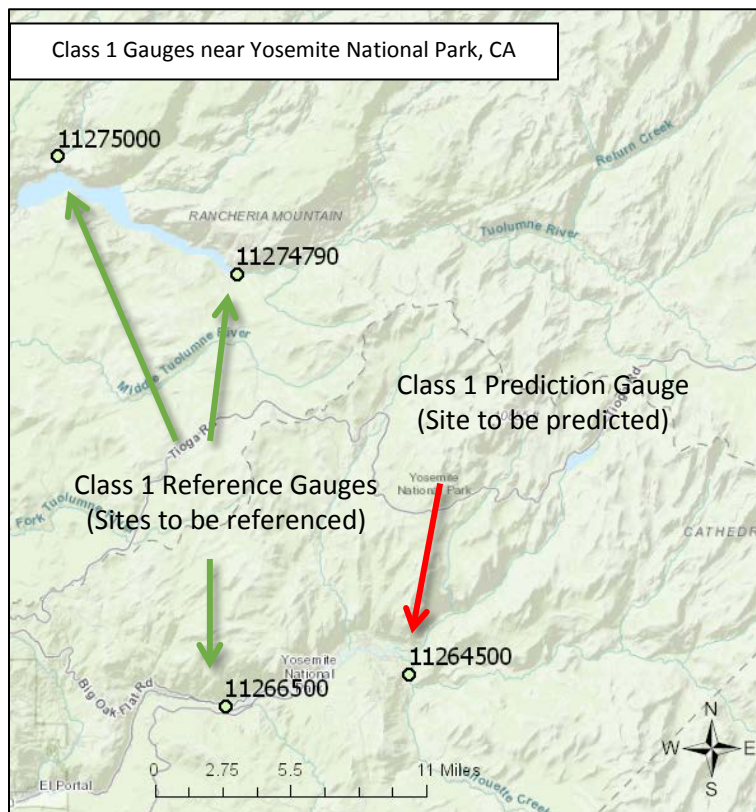 Class 1 Gauges near Yosemite National Park, CA
11275000
Return Creek
RANCHERIA MOUNTAIN
Tuolumne River
11274790
Middle Tuolumne River
Class 1 Prediction Gauge
(Site to be predicted)
Tioga Rd
Tioga R
Class 1 Reference Gauges
(Sites to be referenced)
Yosemite
National Park
Fork Tuolumne
CATHEDR
Yosemite
National
11264500
Big Oak Flat Rd
11266500
N
W
E
S
El Portal
0
2.75
5.5
11 Miles
Creek